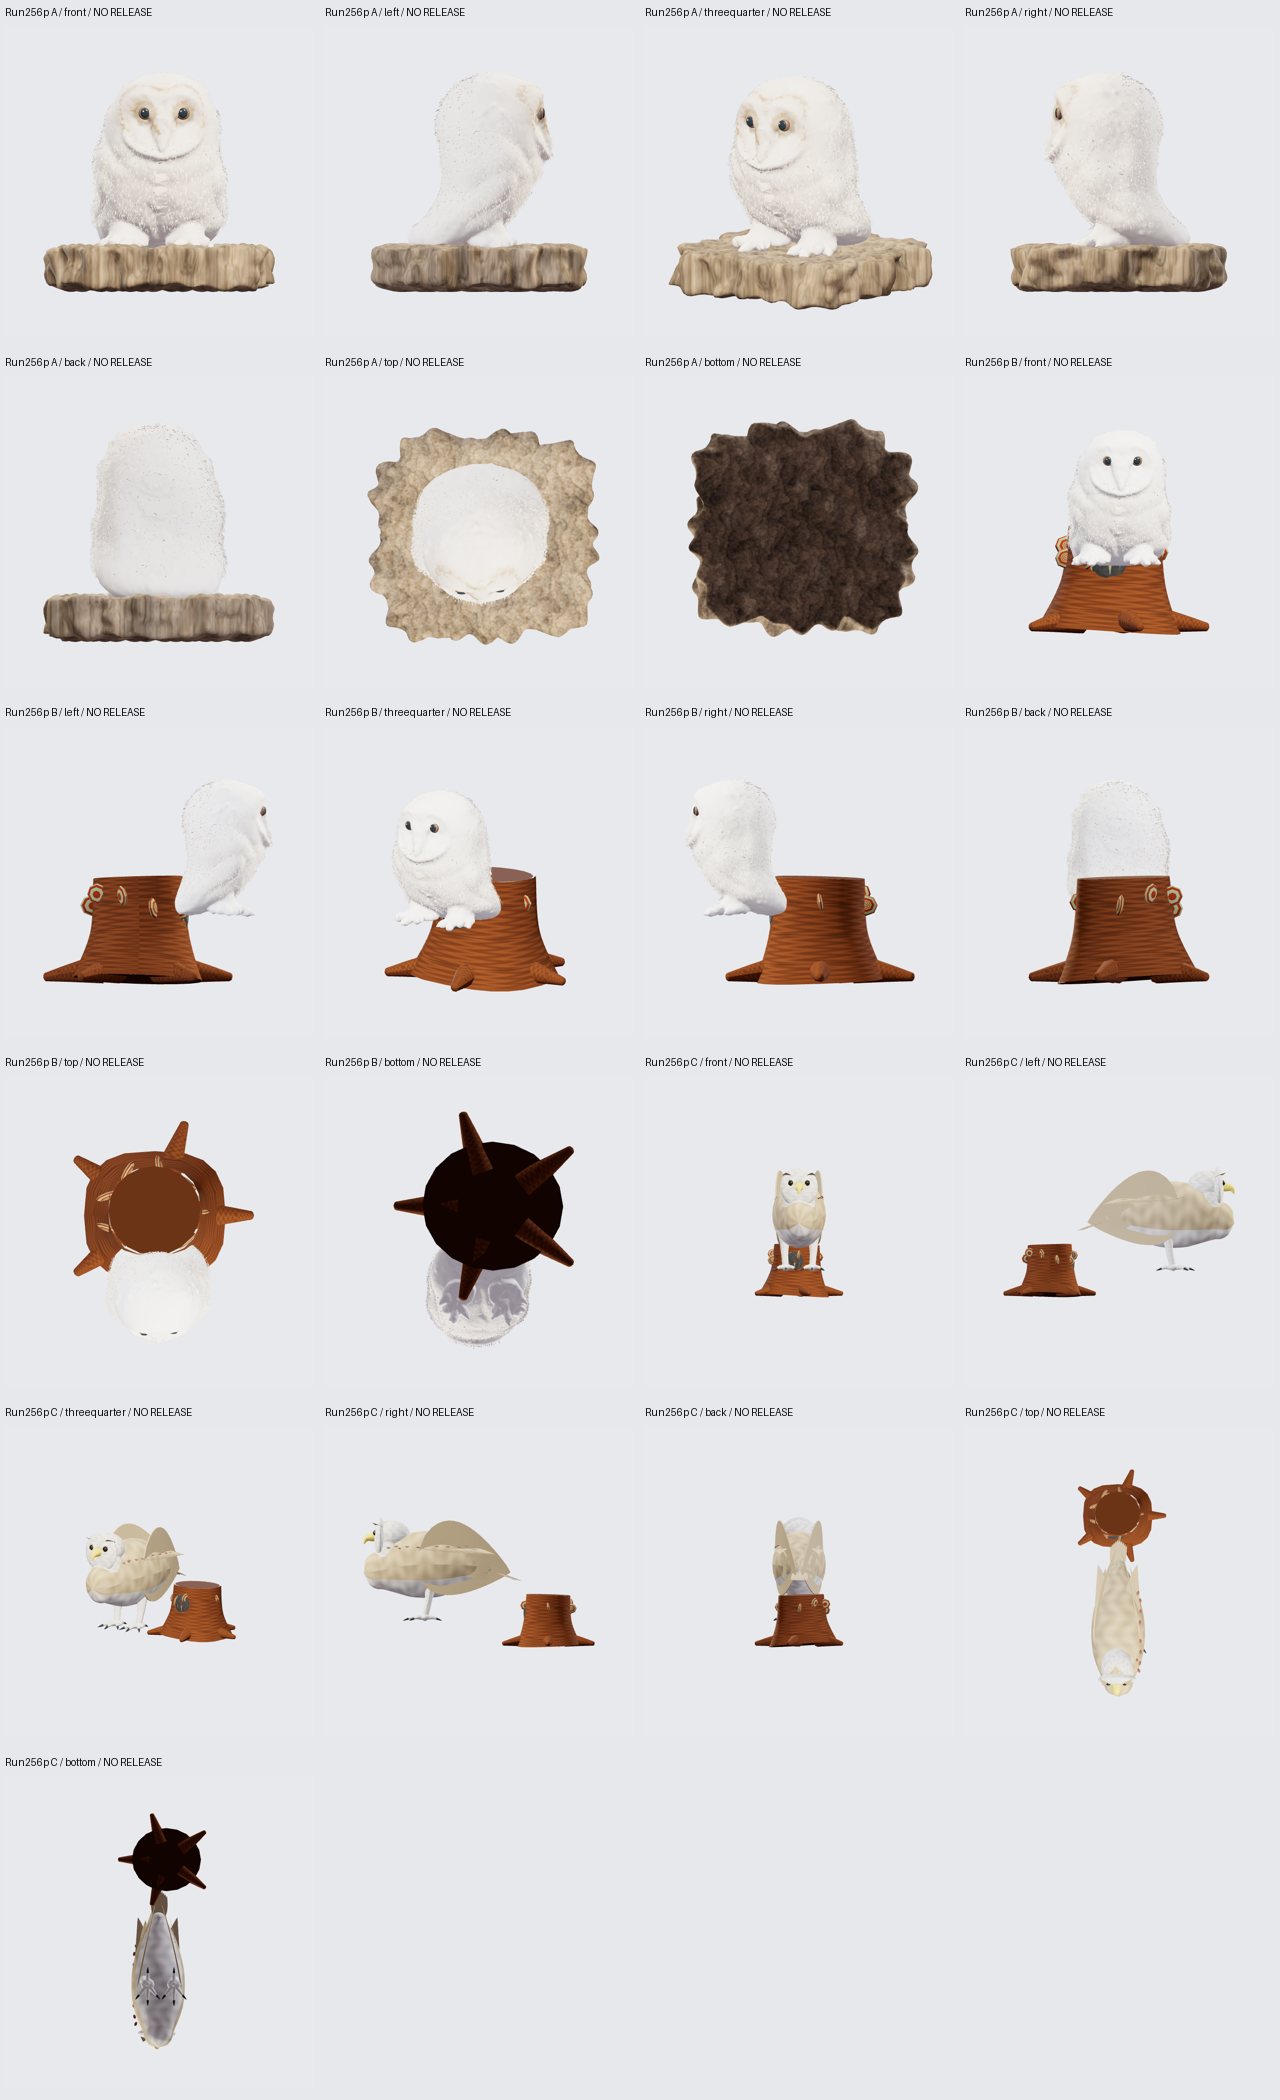 Run256p A / front / NO RELEASE
Run256p A / left / NO RELEASE
Run256p A / threequarter / NO RELEASE
Run256p A / right / NO RELEASE
Run256p A / back / NO RELEASE
Run256p A / top / NO RELEASE
Run256p A / bottom / NO RELEASE
Run256p B / front / NO RELEASE
Run256p B / left / NO RELEASE
Run256p B / threequarter / NO RELEASE
Run256p B / right / NO RELEASE
Run256p B / back / NO RELEASE
Run256p B / top / NO RELEASE
Run256p B / bottom / NO RELEASE
Run256p C / front / NO RELEASE
Run256p C / left / NO RELEASE
Run256p C / threequarter / NO RELEASE
Run256p C / right / NO RELEASE
Run256p C / back / NO RELEASE
Run256p C / top / NO RELEASE
Run256p C / bottom / NO RELEASE